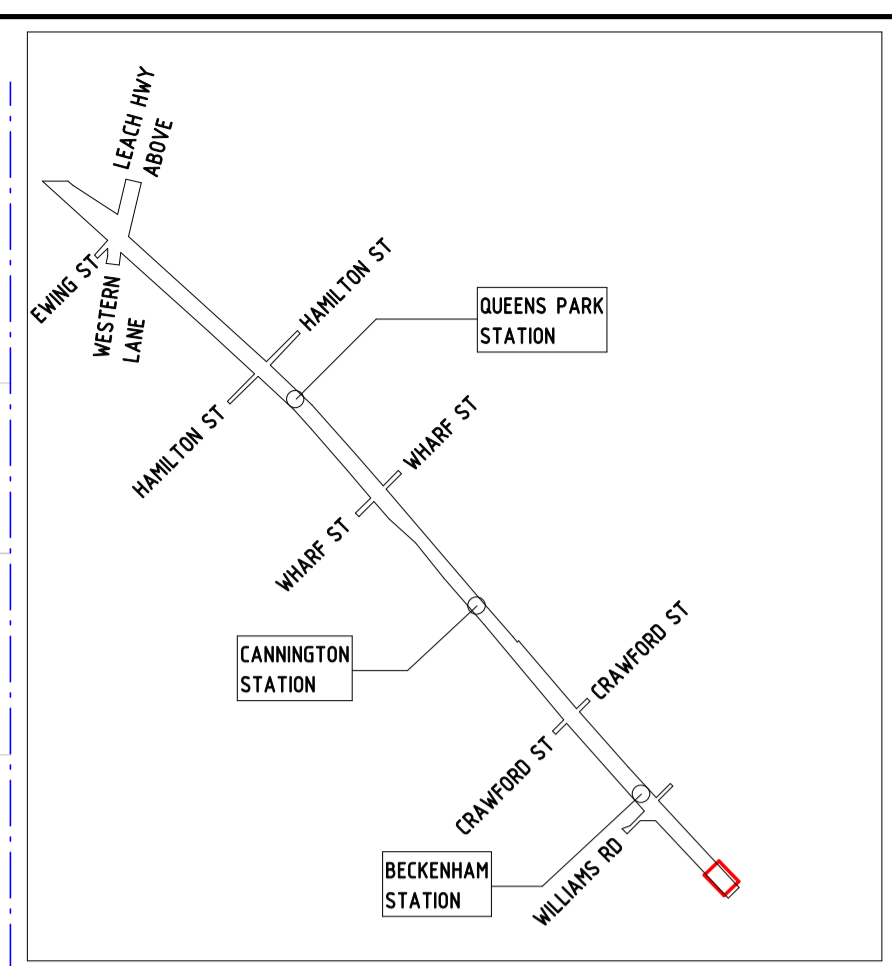 LEACH HWY
ABOVE
EWING ST
WESTERN
LANE
HAMILTON ST
QUEENS PARK
STATION
HAMILTON ST
WHARF ST
WHARF ST
CANNINGTON
STATION
CRAWFORD ST
CRAWFORD ST
BECKENHAM
STATION
WILLIAMS RD